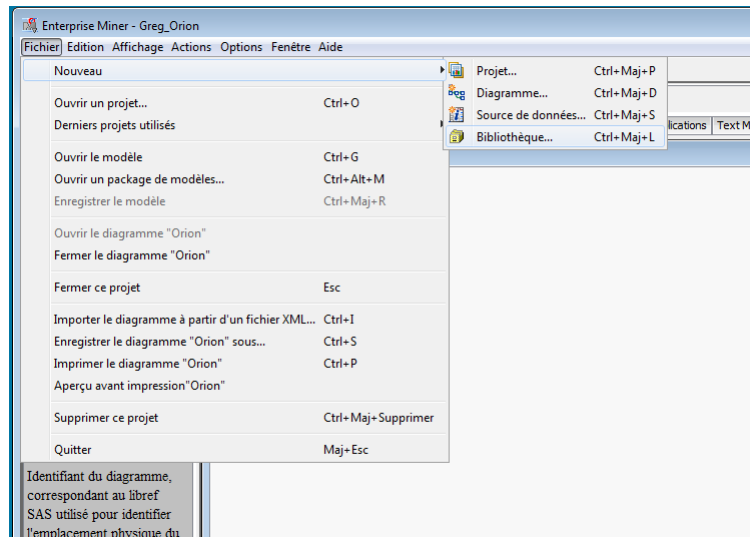 Enterprise Miner - Greg_Orion
Fichier Edition Affichage Actions Options Fenêtre Aide
Nouveau
Projet... Ctrl+Maj+P
Diagramme... Ctrl+Maj+D
Source de données... Ctrl+Maj+S
Bibliothèque... Ctrl+Maj+L
lications Text M
Ouvrir un projet... Ctrl+O
Derniers projets utilisés
Ouvrir le modèle Ctrl+G
Ouvrir un package de modèles... Ctrl+Alt+M
Enregistrer le modèle Ctrl+Maj+R
Ouvrir le diagramme "Orion"
Fermer le diagramme "Orion"
Fermer ce projet Esc
Importer le diagramme à partir d'un fichier XML... Ctrl+I
Enregistrer le diagramme "Orion" sous... Ctrl+S
Imprimer le diagramme "Orion" Ctrl+P
Aperçu avant impression"Orion"
Supprimer ce projet Ctrl+Maj+Supprimer
Quitter Maj+Esc
Identifiant du diagramme,
correspondant au libref
SAS utilisé pour identifier
l'emplacement physique du